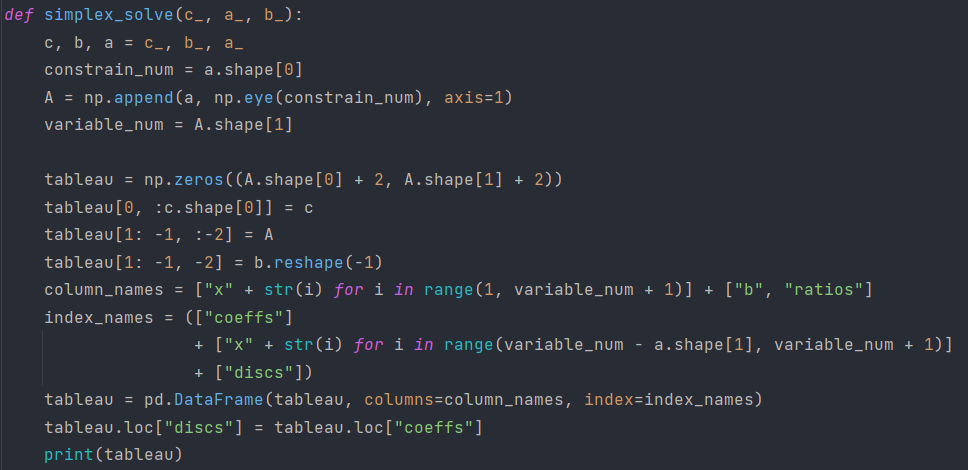 def simplex_solve(c_, a_, b_):
    c, b, a = c_, b_, a_
    constrain_num = a.shape[0]
    A = np.append(a, np.eye(constrain_num), axis=1)
    variable_num = A.shape[1]

    tableau = np.zeros((A.shape[0] + 2, A.shape[1] + 2))
    tableau[0, :c.shape[0]] = c
    tableau[1: -1, :-2] = A
    tableau[1: -1, -2] = b.reshape(-1)
    column_names = ["x" + str(i) for i in range(1, variable_num + 1)] + ["b", "ratios"]
    index_names = (["coeffs"]
                   + ["x" + str(i) for i in range(variable_num - a.shape[1], variable_num + 1)]
                   + ["discs"])
    tableau = pd.DataFrame(tableau, columns=column_names, index=index_names)
    tableau.loc["discs"] = tableau.loc["coeffs"]
    print(tableau)